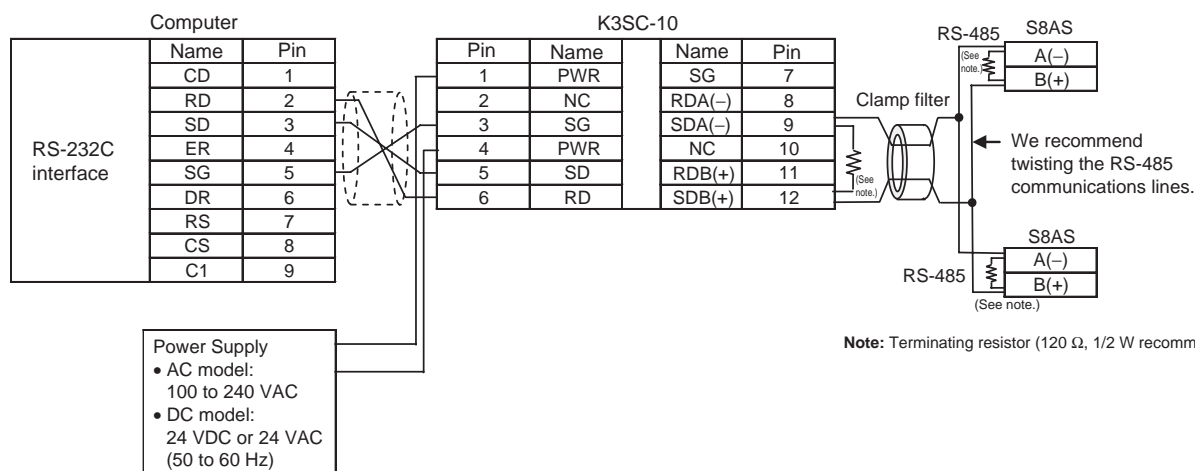 Computer
RS-232C
interface
Name Pin
CD 1
RD 2
SD 3
ER 4
SG 5
DR 6
RS 7
CS 8
C1 9
K3SC-10
Pin Name Name Pin
1 PWR SG 7
2 NC RDA(−) 8
3 SG SDA(−) 9
4 PWR NC 10
5 SD RDB(+) 11
6 RD SDB(+) 12
(See
note.)
Clamp filter
RS-485
S8AS
(See
note.)
A(−)
B(+)
We recommend
twisting the RS-485
communications lines.
S8AS
A(−)
B(+)
RS-485
(See note.)
Note: Terminating resistor (120 Ω, 1/2 W recomm
Power Supply
• AC model:
100 to 240 VAC
• DC model:
24 VDC or 24 VAC
(50 to 60 Hz)